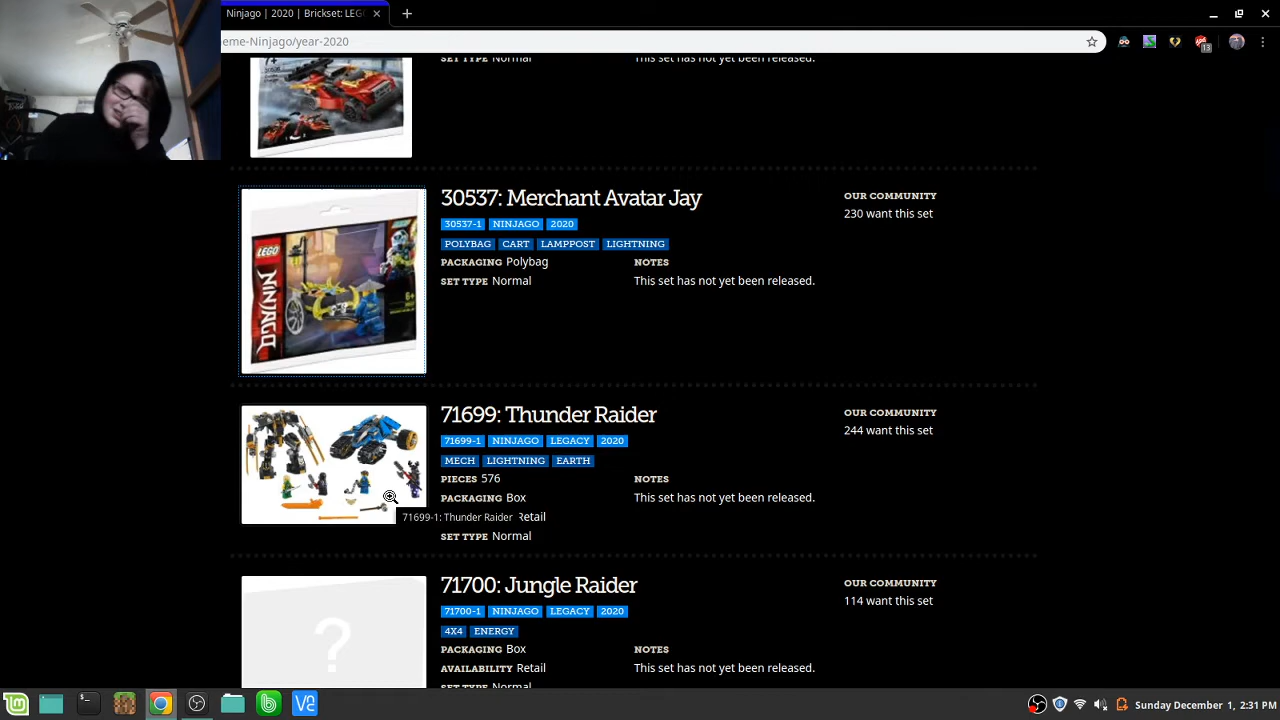 Ninjago | 2020 | Brickset: LEG
eme-Ninjago/year-2020
13
SET TYPE Normal
This set has not yet been released.
30537: Merchant Avatar Jay
30537-1 NINJAGO 2020
POLYBAG CART LAMPPOST LIGHTNING
PACKAGING Polybag
SET TYPE Normal
NOTES
This set has not yet been released.
OUR COMMUNITY
230 want this set
LEGO
NINJAGO
6+
71699: Thunder Raider
71699-1 NINJAGO LEGACY 2020
MECH LIGHTNING EARTH
PIECES 576
PACKAGING Box
Retail
SET TYPE Normal
NOTES
This set has not yet been released.
OUR COMMUNITY
244 want this set
71699-1: Thunder Raider
71700: Jungle Raider
71700-1 NINJAGO LEGACY 2020
4X4 ENERGY
PACKAGING Box
AVAILABILITY Retail
SET TYPE Normal
NOTES
This set has not yet been released.
OUR COMMUNITY
114 want this set
?
Sunday December 1, 2:31 PM